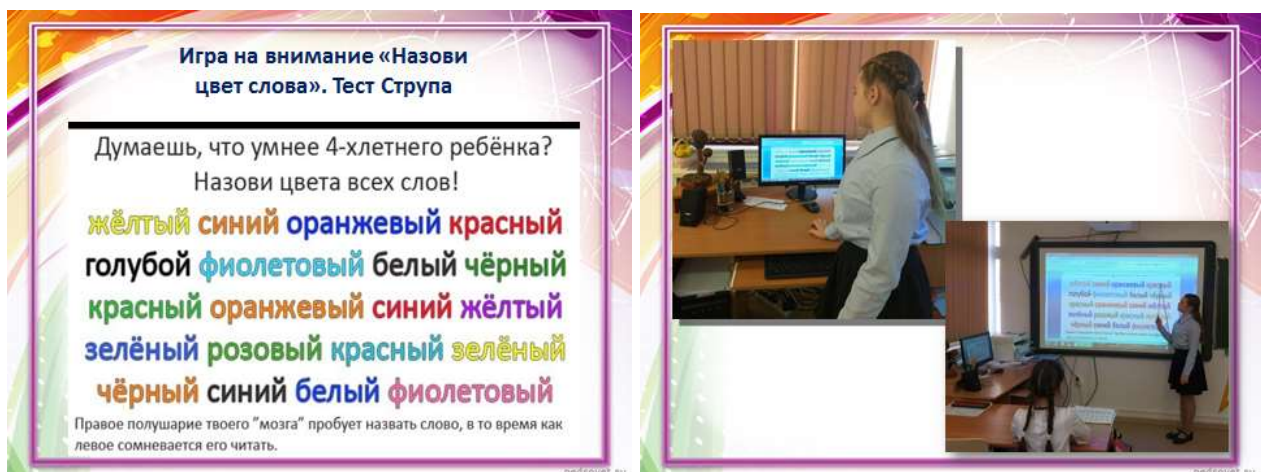 Игра на внимание «Назови
цвет слова». Тест Струпа
Думаешь, что умнее 4-хлетнего ребёнка?
Назови цвета всех слов!
жёлтый синий оранжевый красный
голубой фиолетовый белый чёрный
красный оранжевый синий жёлтый
зелёный розовый красный зелёный
чёрный синий белый фиолетовый
Правое полушарие твоего "мозга" пробует назвать слово, в то время как
левое сомневается его читать.